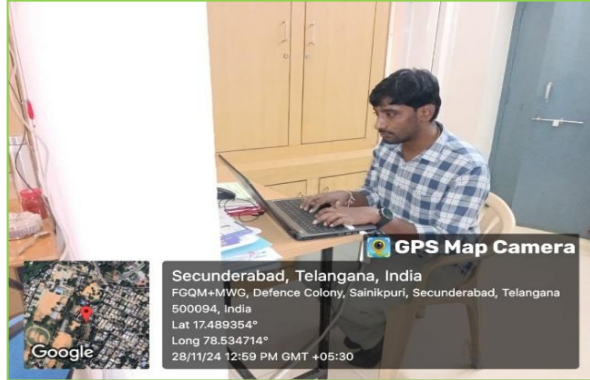 GPS Map Camera
Secunderabad, Telangana, India
FGQM+MWG, Defence Colony, Sainikpuri, Secunderabad, Telangana
500094, India
Lat 17.489354°
Long 78.534714°
28/11/24 12:59 PM GMT +05:30
Google